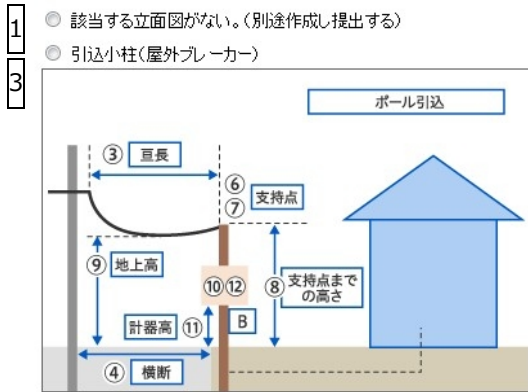 1
該当する立面図がない。(別途作成し提出する)
引込小柱(屋外ブレーカー)
3
ポール引込
③ 亘長
⑥
⑦
支持点
⑨ 地上高
⑩⑫
⑧ 支持点まで
の高さ
計器高 ⑪
B
④ 横断